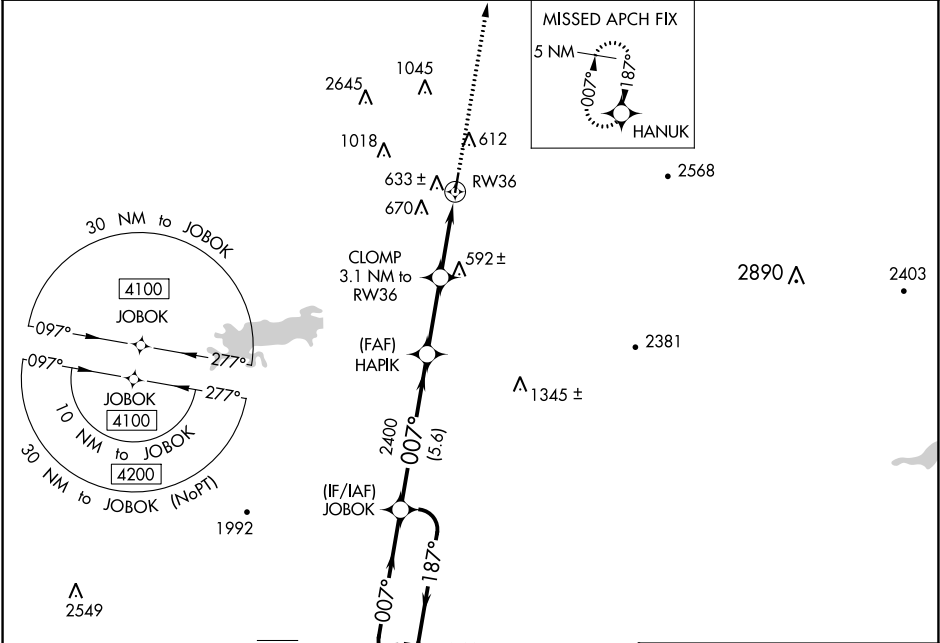 MISSED APCH FIX
5 NM
007°
187°
HANUK
1045
2645
1018
612
633 ±
RW36
670
2568
30 NM to JOBOK
4100
JOBOK
097°
277°
097°
277°
JOBOK
4100
10 NM to JOBOK
4200
30 NM to JOBOK (NoPT)
CLOMP
3.1 NM to
RW36
592 ±
2890
2403
(FAF)
HAPIK
2381
1345 ±
2400
007°
(5.6)
(IF/IAF)
JOBOK
1992
007°
187°
2549